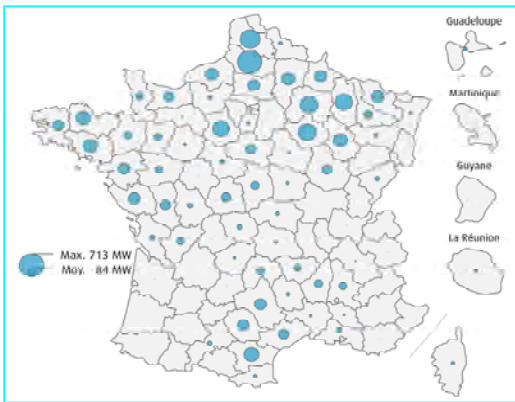 Guadeloupe
Martinique
Guyane
La Réunion
Max. 713 MW
Moy. 84 MW